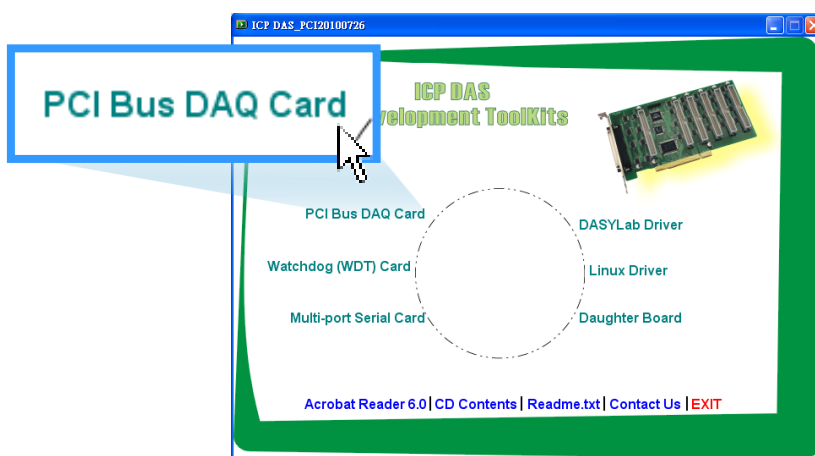 ICP DAS_PCI20100726
PCI Bus DAQ Card
ICP DAS
velopment ToolKits
PCI Bus DAQ Card
DASYLab Driver
Watchdog (WDT) Card
Linux Driver
Multi-port Serial Card
Daughter Board
Acrobat Reader 6.0 | CD Contents | Readme.txt | Contact Us | EXIT